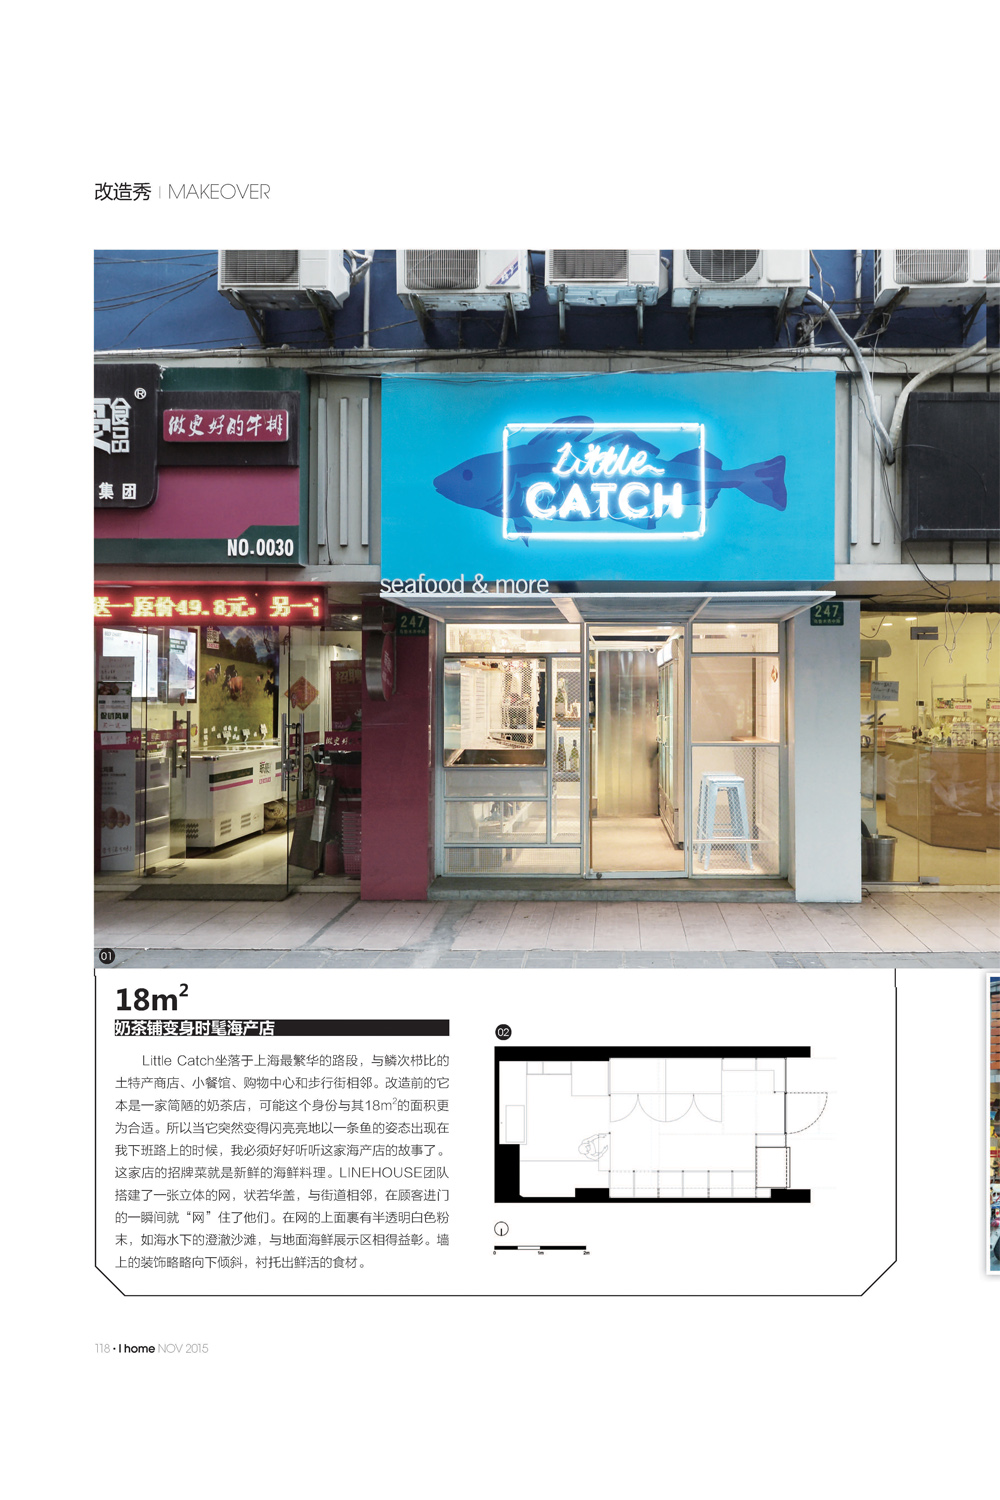 改造秀 | MAKEOVER
食品
®
做更好的牛排
集团
NO.0030
送一原价49.8元，另一
Little
CATCH
seafood & more
247
247
招聘
01
18m²
奶茶铺变身时髦海产店
02
Little Catch坐落于上海最繁华的路段，与鳞次栉比的
土特产商店、小餐馆、购物中心和步行街相邻。改造前的它
本是一家简陋的奶茶店，可能这个身份与其18m²的面积更
为合适。所以当它突然变得闪亮亮地以一条鱼的姿态出现在
我下班路上的时候，我必须好好听听这家海产店的故事了。
这家店的招牌菜就是新鲜的海鲜料理。LINEHOUSE团队
搭建了一张立体的网，状若华盖，与街道相邻，在顾客进门
的一瞬间就“网”住了他们。在网的上面裹有半透明白色粉
末，如海水下的澄澈沙滩，与地面海鲜展示区相得益彰。墙
上的装饰略略向下倾斜，衬托出鲜活的食材。
0 1m 2m
118 · I home NOV 2015